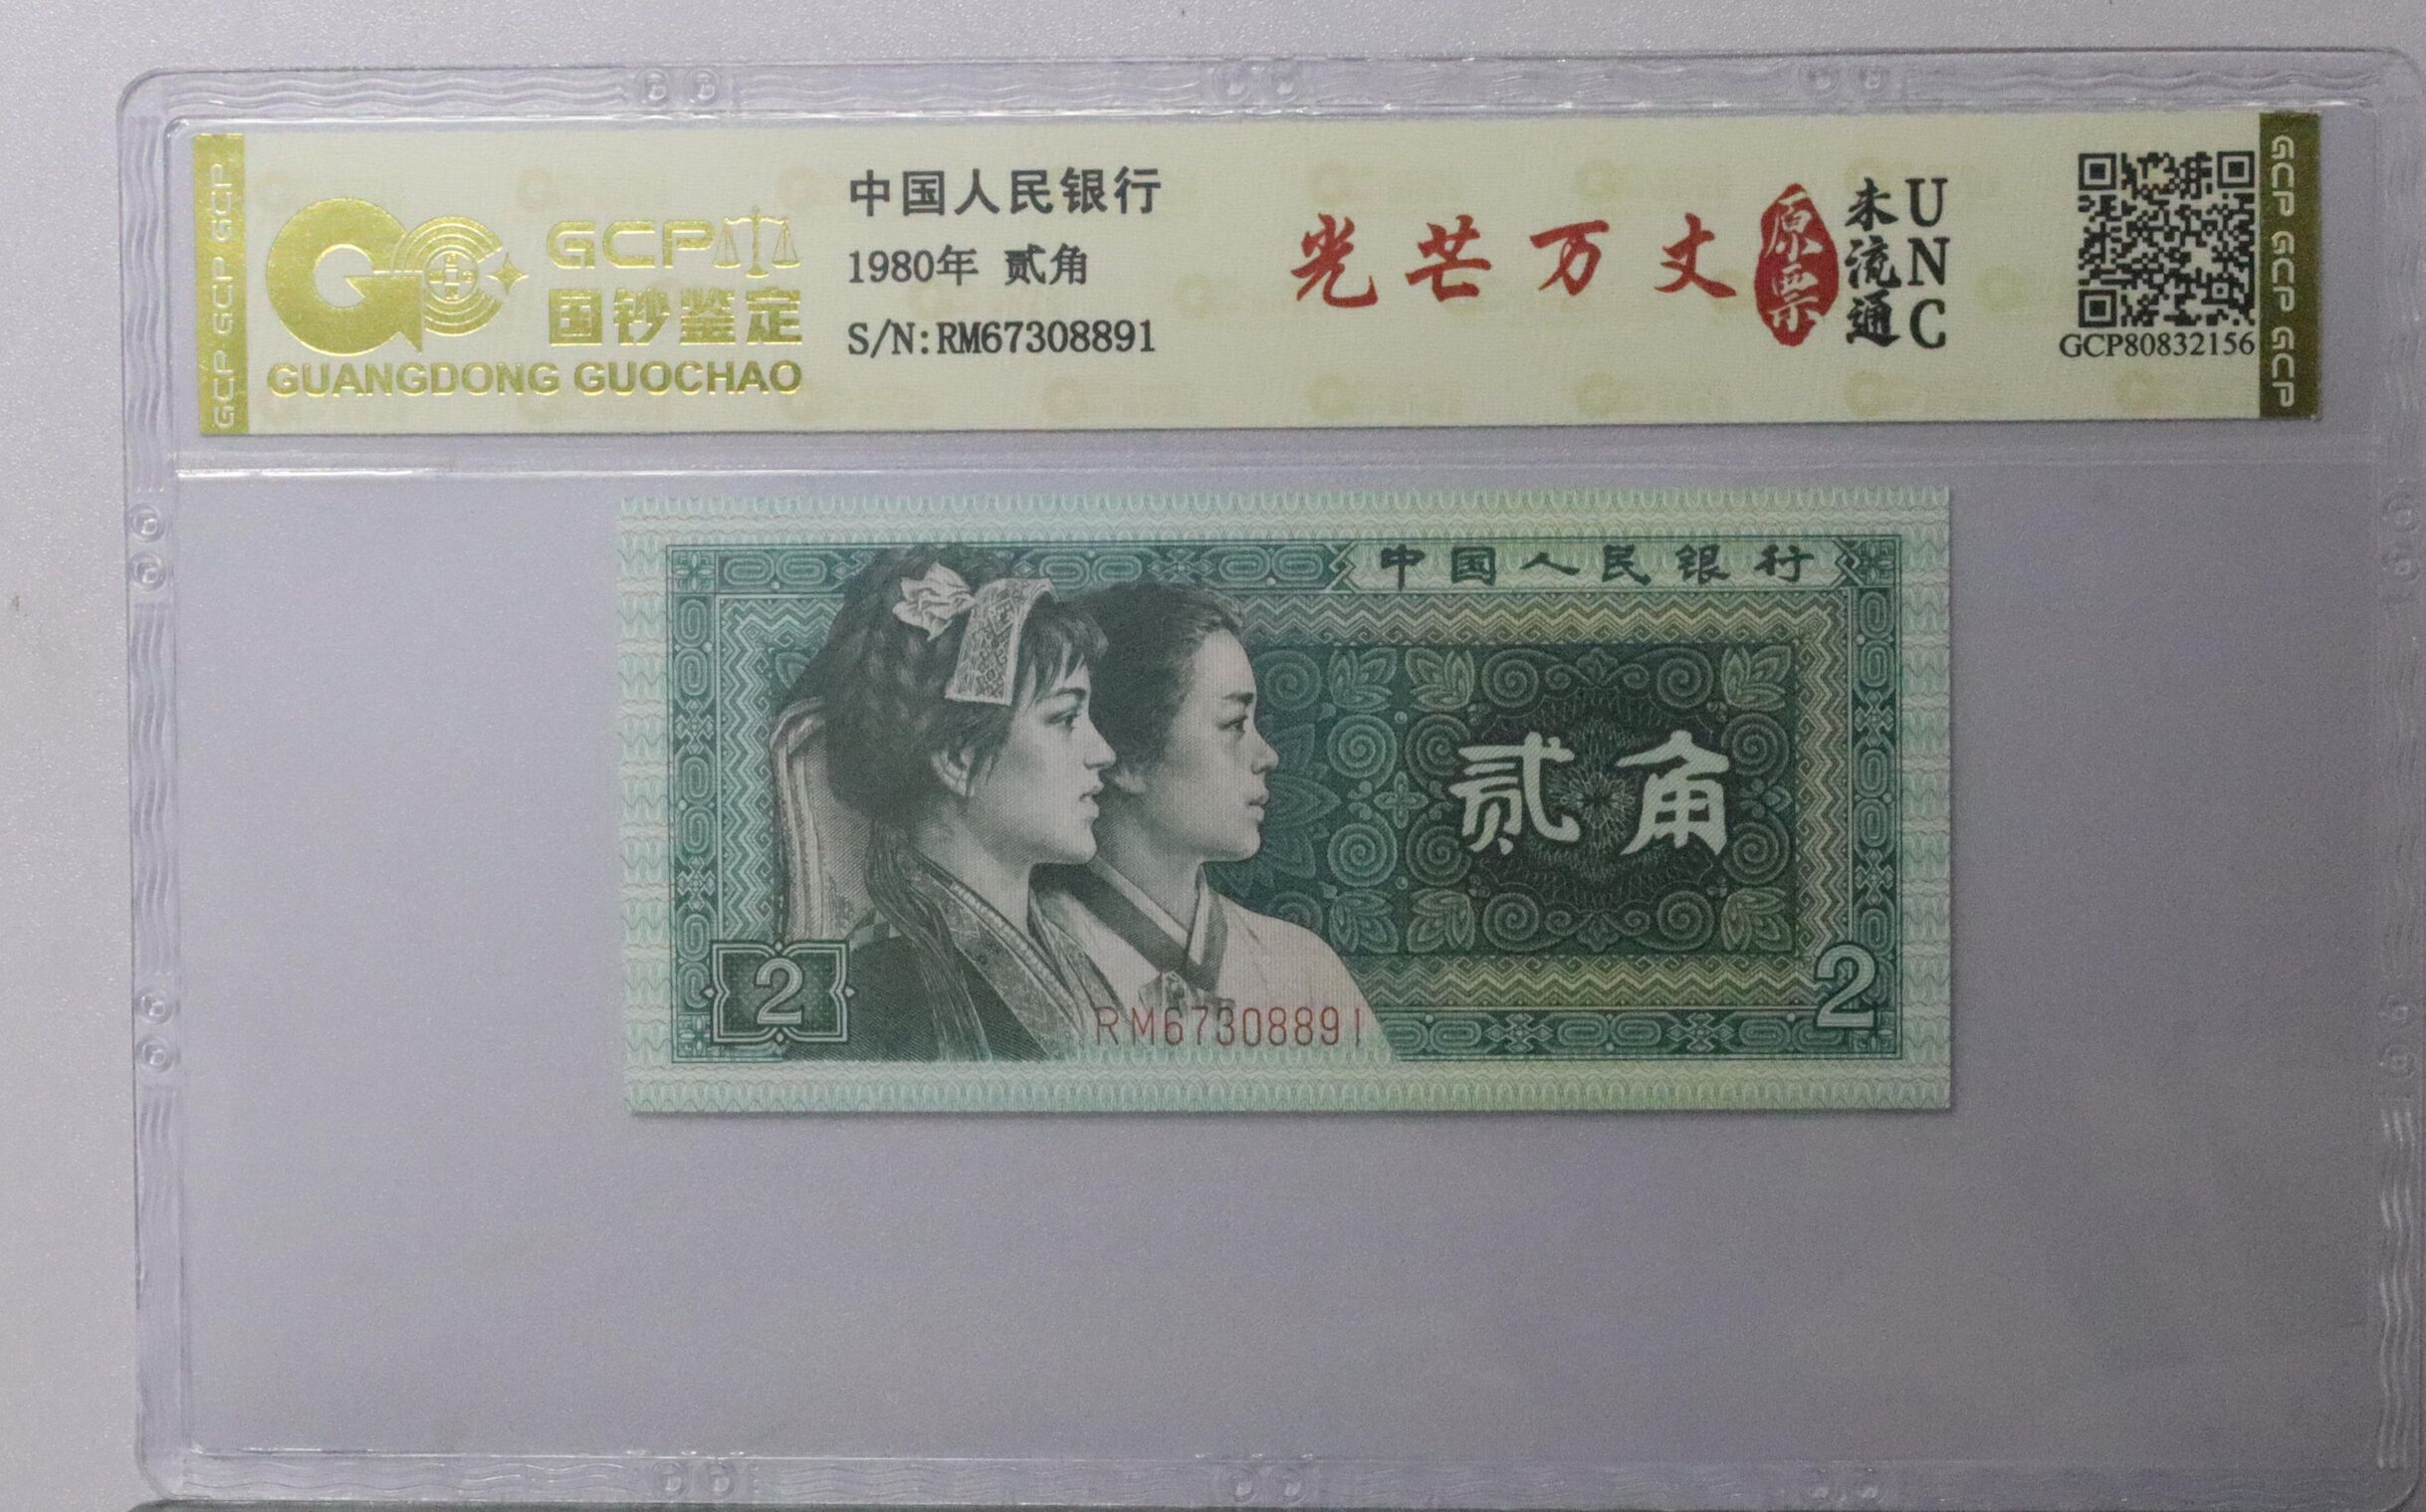 GCP GCP GCP
GCP
国钞鉴定
GUANGDONG GUOCHAO
中国人民银行
1980年 贰角
S/N:RM67308891
光芒万丈
原票
未流通
UNC
GCP80832156
GCP GCP GCP
中国人民银行
贰角
2
RM67308891
2